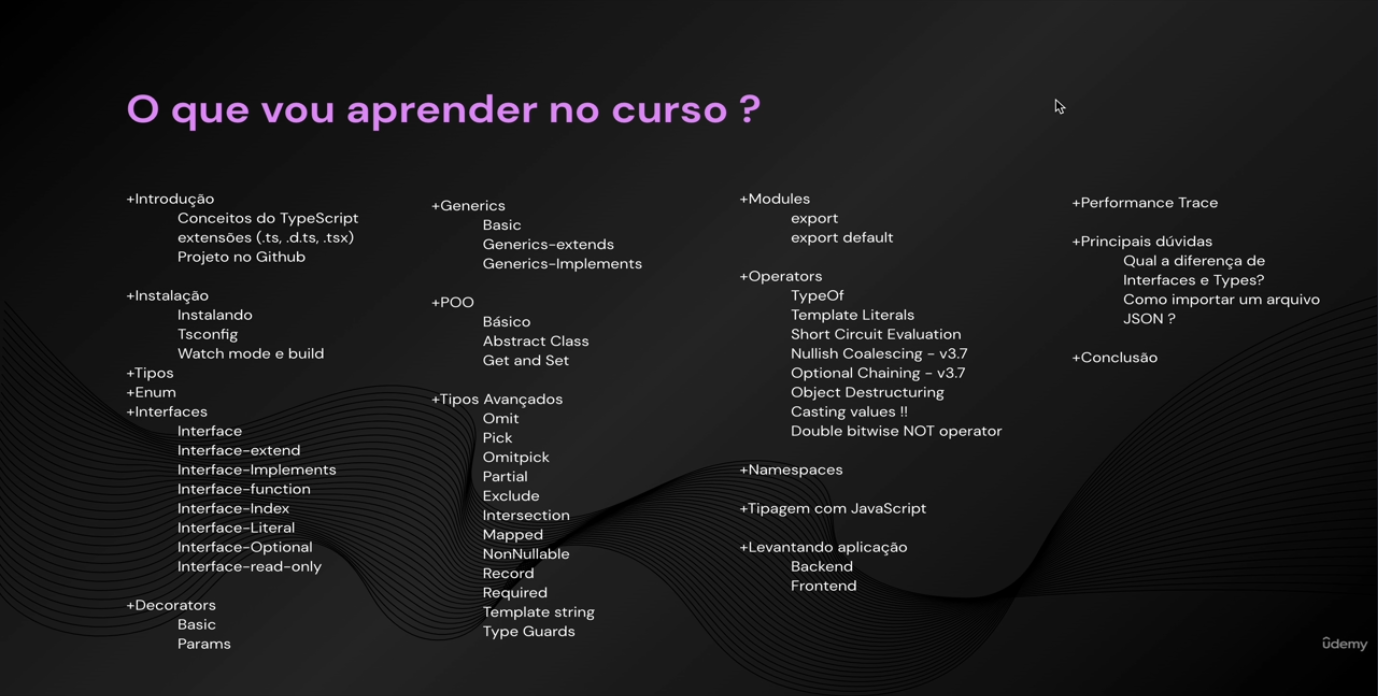 O que vou aprender no curso ?
+Introdução
Conceitos do TypeScript
extensões (.ts, .d.ts, .tsx)
Projeto no Github
+Instalação
Instalando
Tsconfig
Watch mode e build
+Tipos
+Enum
+Interfaces
Interface
Interface-extend
Interface-Implements
Interface-function
Interface-Index
Interface-Literal
Interface-Optional
Interface-read-only
+Decorators
Basic
Params
+Generics
Basic
Generics-extends
Generics-Implements
+POO
Básico
Abstract Class
Get and Set
+Tipos Avançados
Omit
Pick
Omitpick
Partial
Exclude
Intersection
Mapped
NonNullable
Record
Required
Template string
Type Guards
+Modules
export
export default
+Operators
TypeOf
Template Literals
Short Circuit Evaluation
Nullish Coalescing - v3.7
Optional Chaining - v3.7
Object Destructuring
Casting values !!
Double bitwise NOT operator
+Namespaces
+Tipagem com JavaScript
+Levantando aplicação
Backend
Frontend
+Performance Trace
+Principais dúvidas
Qual a diferença de
Interfaces e Types?
Como importar um arquivo
JSON ?
+Conclusão
ûdemy